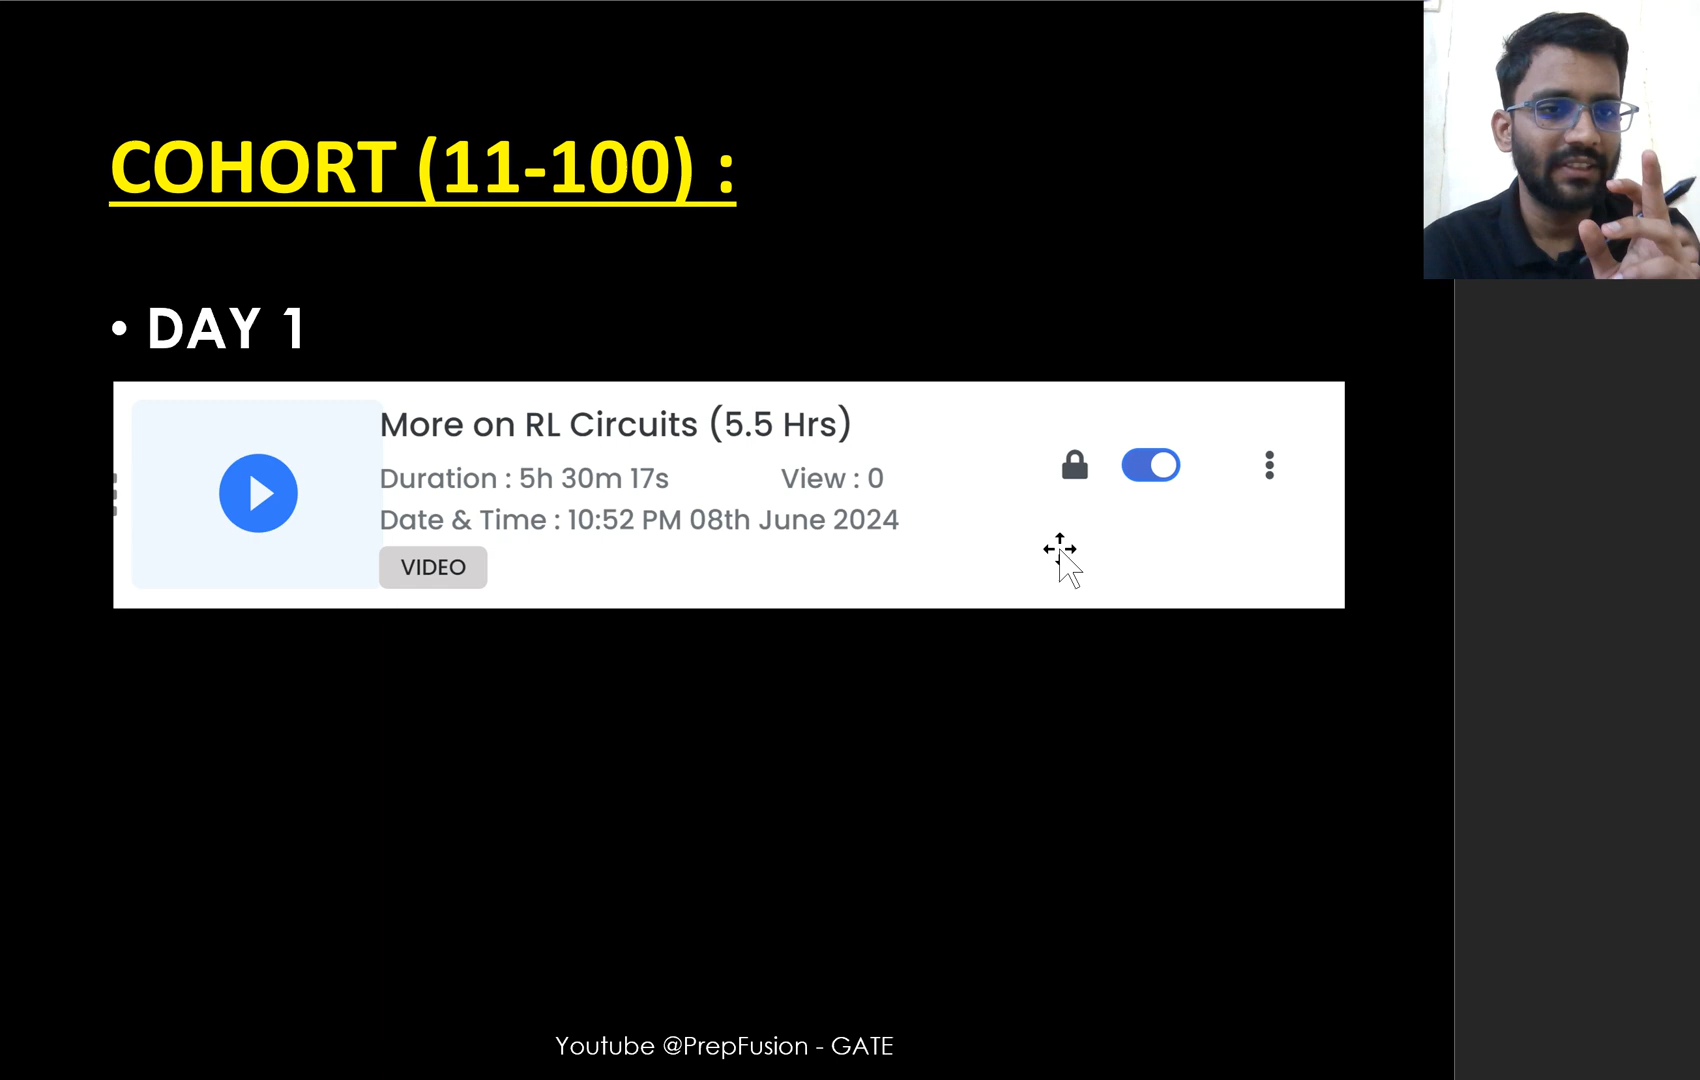 COHORT (11-100) :
• DAY 1
More on RL Circuits (5.5 Hrs)
Duration : 5h 30m 17s View : 0
Date & Time : 10:52 PM 08th June 2024
VIDEO
Youtube @PrepFusion - GATE